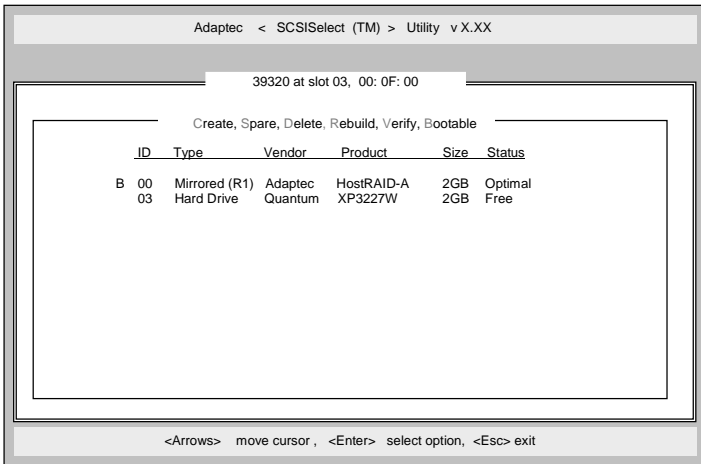 Adaptec < SCSISelect (TM) > Utility v X.XX
39320 at slot 03, 00: 0F: 00
Create, Spare, Delete, Rebuild, Verify, Bootable
ID Type Vendor Product Size Status
B 00 Mirrored (R1) Adaptec HostRAID-A 2GB Optimal
03 Hard Drive Quantum XP3227W 2GB Free
<Arrows> move cursor , <Enter> select option, <Esc> exit